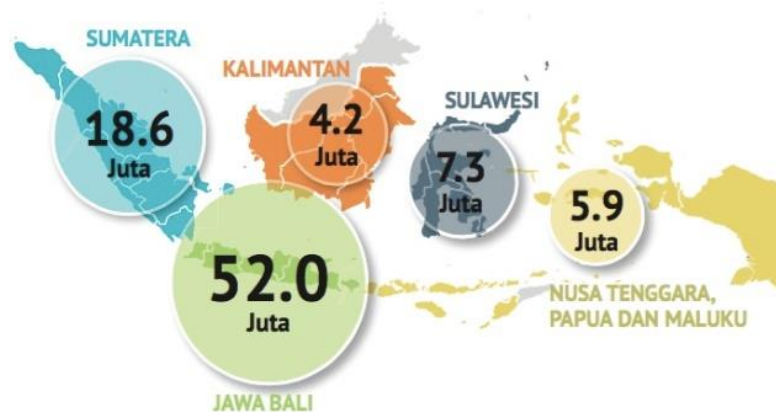 SUMATERA
18.6
Juta
KALIMANTAN
4.2
Juta
SULAWESI
7.3
Juta
5.9
Juta
NUSA TENGGARA,
PAPUA DAN MALUKU
52.0
Juta
JAWA BALI